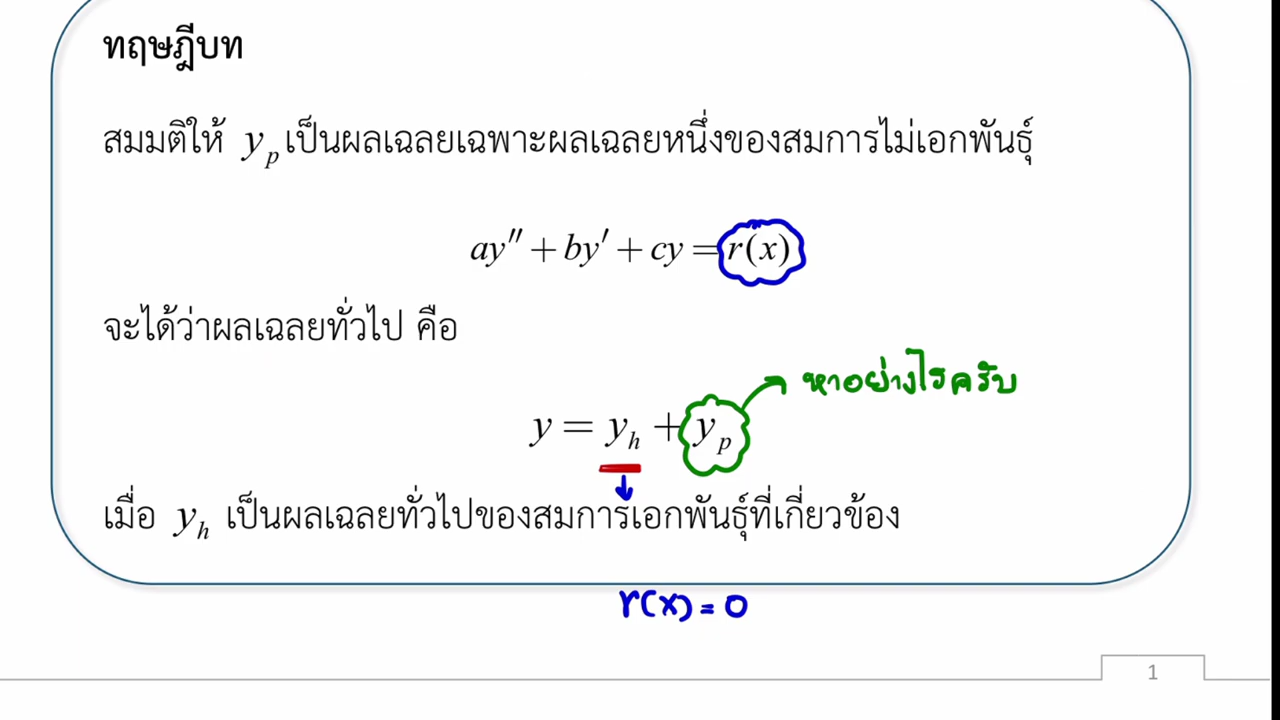 ทฤษฎีบท
สมมติให้ y_p เป็นผลเฉลยเฉพาะผลเฉลยหนึ่งของสมการไม่เอกพันธุ์
ay″ + by′ + cy = r(x)
จะได้ว่าผลเฉลยทั่วไป คือ
หาอย่างไรครับ
y = y_h + y_p
เมื่อ y_h เป็นผลเฉลยทั่วไปของสมการเอกพันธุ์ที่เกี่ยวข้อง
r(x) = 0
1